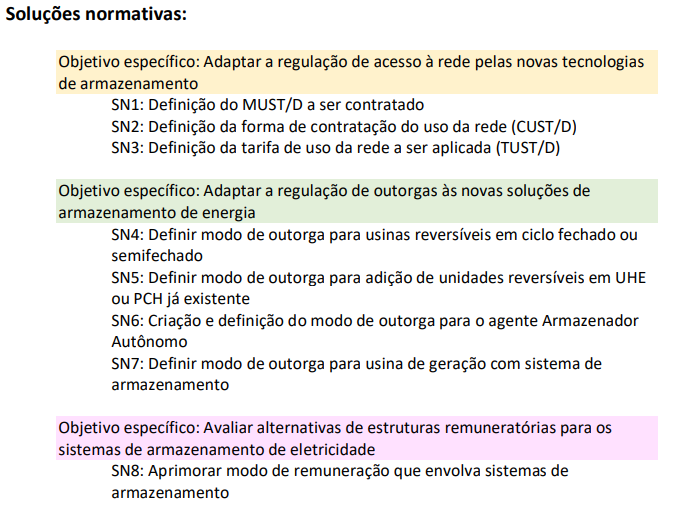 Soluções normativas:
Objetivo específico: Adaptar a regulação de acesso à rede pelas novas tecnologias
de armazenamento
SN1: Definição do MUST/D a ser contratado
SN2: Definição da forma de contratação do uso da rede (CUST/D)
SN3: Definição da tarifa de uso da rede a ser aplicada (TUST/D)
Objetivo específico: Adaptar a regulação de outorgas às novas soluções de
armazenamento de energia
SN4: Definir modo de outorga para usinas reversíveis em ciclo fechado ou
semifechado
SN5: Definir modo de outorga para adição de unidades reversíveis em UHE
ou PCH já existente
SN6: Criação e definição do modo de outorga para o agente Armazenador
Autônomo
SN7: Definir modo de outorga para usina de geração com sistema de
armazenamento
Objetivo específico: Avaliar alternativas de estruturas remuneratórias para os
sistemas de armazenamento de eletricidade
SN8: Aprimorar modo de remuneração que envolva sistemas de
armazenamento